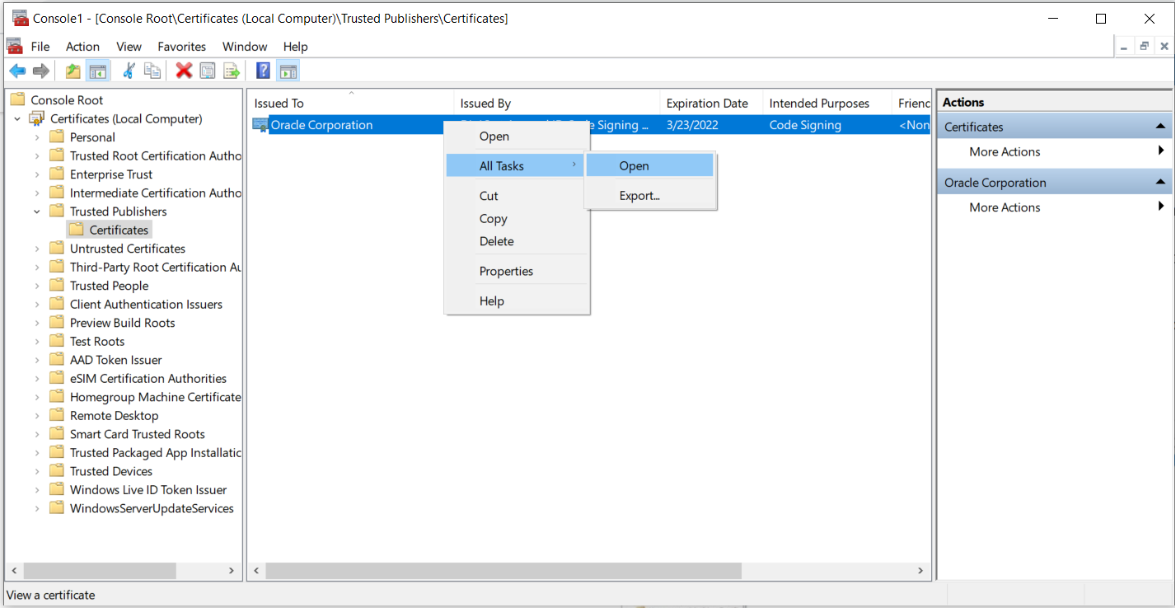 Console1 - [Console Root\Certificates (Local Computer)\Trusted Publishers\Certificates]
File Action View Favorites Window Help
Console Root
Certificates (Local Computer)
Personal
Trusted Root Certification Autho
Enterprise Trust
Intermediate Certification Autho
Trusted Publishers
Certificates
Untrusted Certificates
Third-Party Root Certification Au
Trusted People
Client Authentication Issuers
Preview Build Roots
Test Roots
AAD Token Issuer
eSIM Certification Authorities
Homegroup Machine Certificate
Remote Desktop
Smart Card Trusted Roots
Trusted Packaged App Installatic
Trusted Devices
Windows Live ID Token Issuer
WindowsServerUpdateServices
Issued To Issued By Expiration Date Intended Purposes Frienc
Oracle Corporation Signing ... 3/23/2022 Code Signing <Non
Open
All Tasks
Cut
Copy
Delete
Properties
Help
Open
Export...
Actions
Certificates
More Actions
Oracle Corporation
More Actions
View a certificate